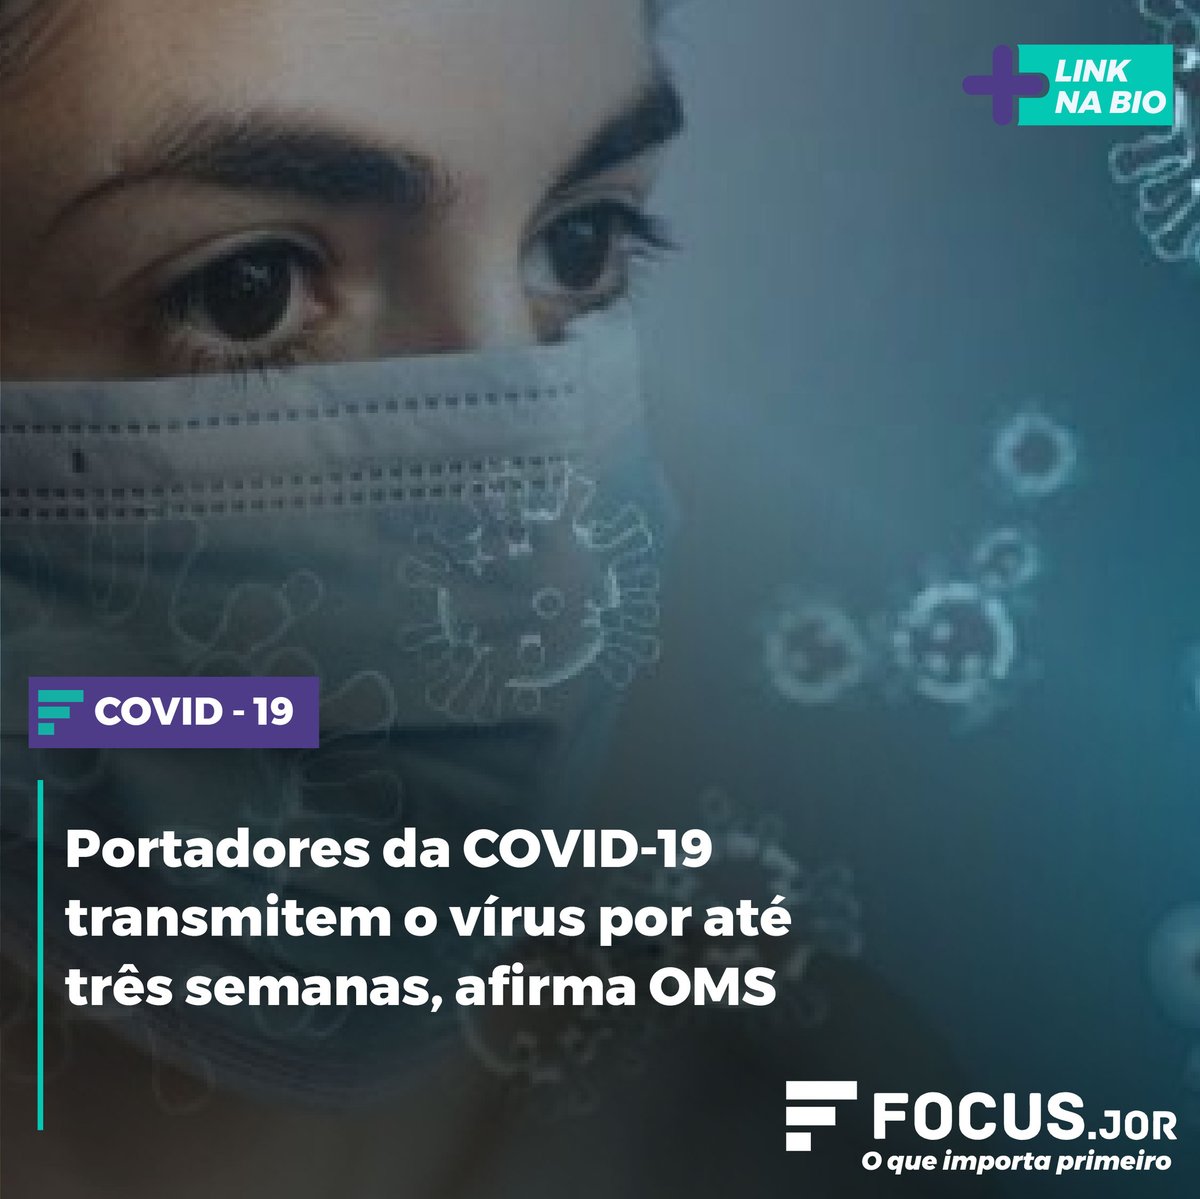 LINK
NA BIO
COVID - 19
Portadores da COVID-19
transmitem o vírus por até
três semanas, afirma OMS
FOCUS.JOR
O que importa primeiro